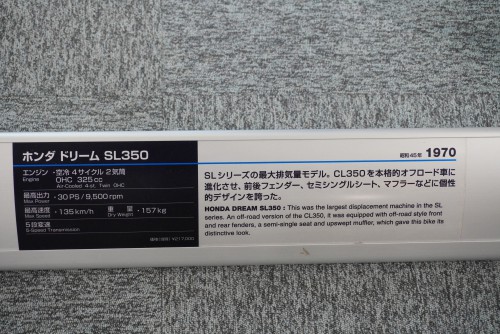 ホンダ ドリーム SL350
エンジン・空冷 4サイクル 2気筒
Engine OHC 325cc
Air-Cooled 4-st. Twin OHC
最高出力・30PS/9,500rpm
Max Power
最高速度・135km/h 重量・157kg
Max Speed Dry Weight
5段変速
5-Speed Transmission
昭和45年 1970
SLシリーズの最大排気量モデル。CL350を本格的オフロード車に
進化させ、前後フェンダー、セミシングルシート、マフラーなどに個性
的デザインを誇った。
HONDA DREAM SL350 : This was the largest displacement machine in the SL
series. An off-road version of the CL350, it was equipped with off-road style front
and rear fenders, a semi-single seat and upswept muffler, which gave this bike its
distinctive look.